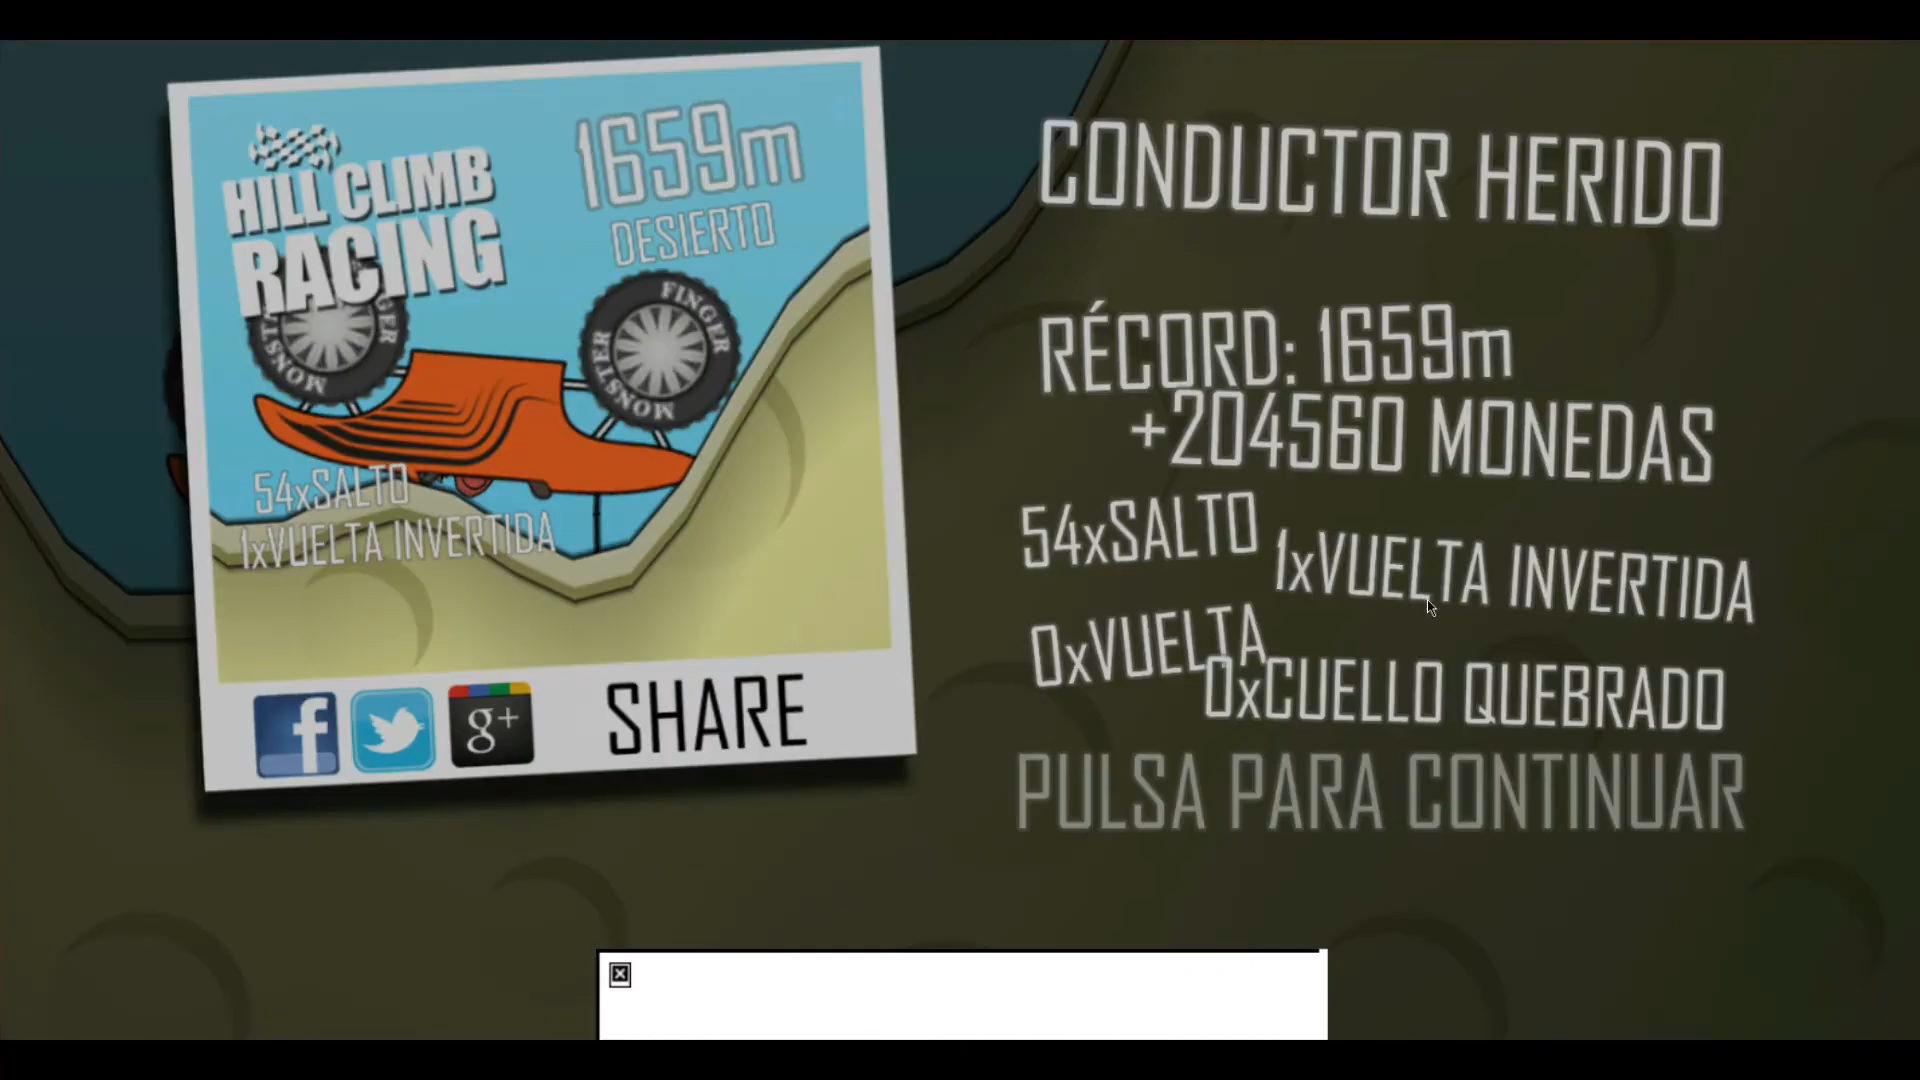 HILL CLIMB
RACING
1659m
DESIERTO
MONSTER FINGER
MONSTER FINGER
54xSALTO
1xVUELTA INVERTIDA
SHARE
f
g+
CONDUCTOR HERIDO
RÉCORD: 1659m
+204560 MONEDAS
54xSALTO
1xVUELTA INVERTIDA
0xVUELTA
0xCUELLO QUEBRADO
PULSA PARA CONTINUAR